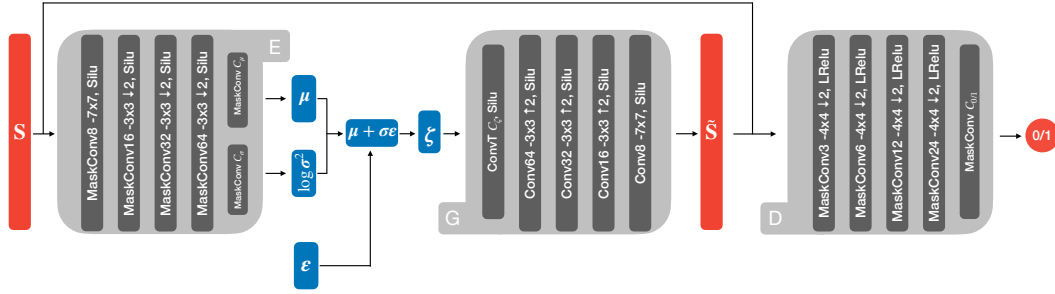 S
MaskConv8 -7x7, Silu
MaskConv16 -3x3 ↓2, Silu
MaskConv32 -3x3 ↓2, Silu
MaskConv64 -3x3 ↓2, Silu
MaskConv C_μ
MaskConv C_σ
E
μ
log σ²
ε
μ + σε
ζ
ConvT C_ζ, Silu
Conv64 -3x3 ↑2, Silu
Conv32 -3x3 ↑2, Silu
Conv16 -3x3 ↑2, Silu
Conv8 -7x7, Silu
G
S̃
MaskConv3 -4x4 ↓2, LRelu
MaskConv6 -4x4 ↓2, LRelu
MaskConv12 -4x4 ↓2, LRelu
MaskConv24 -4x4 ↓2, LRelu
MaskConv C_0/1
D
0/1